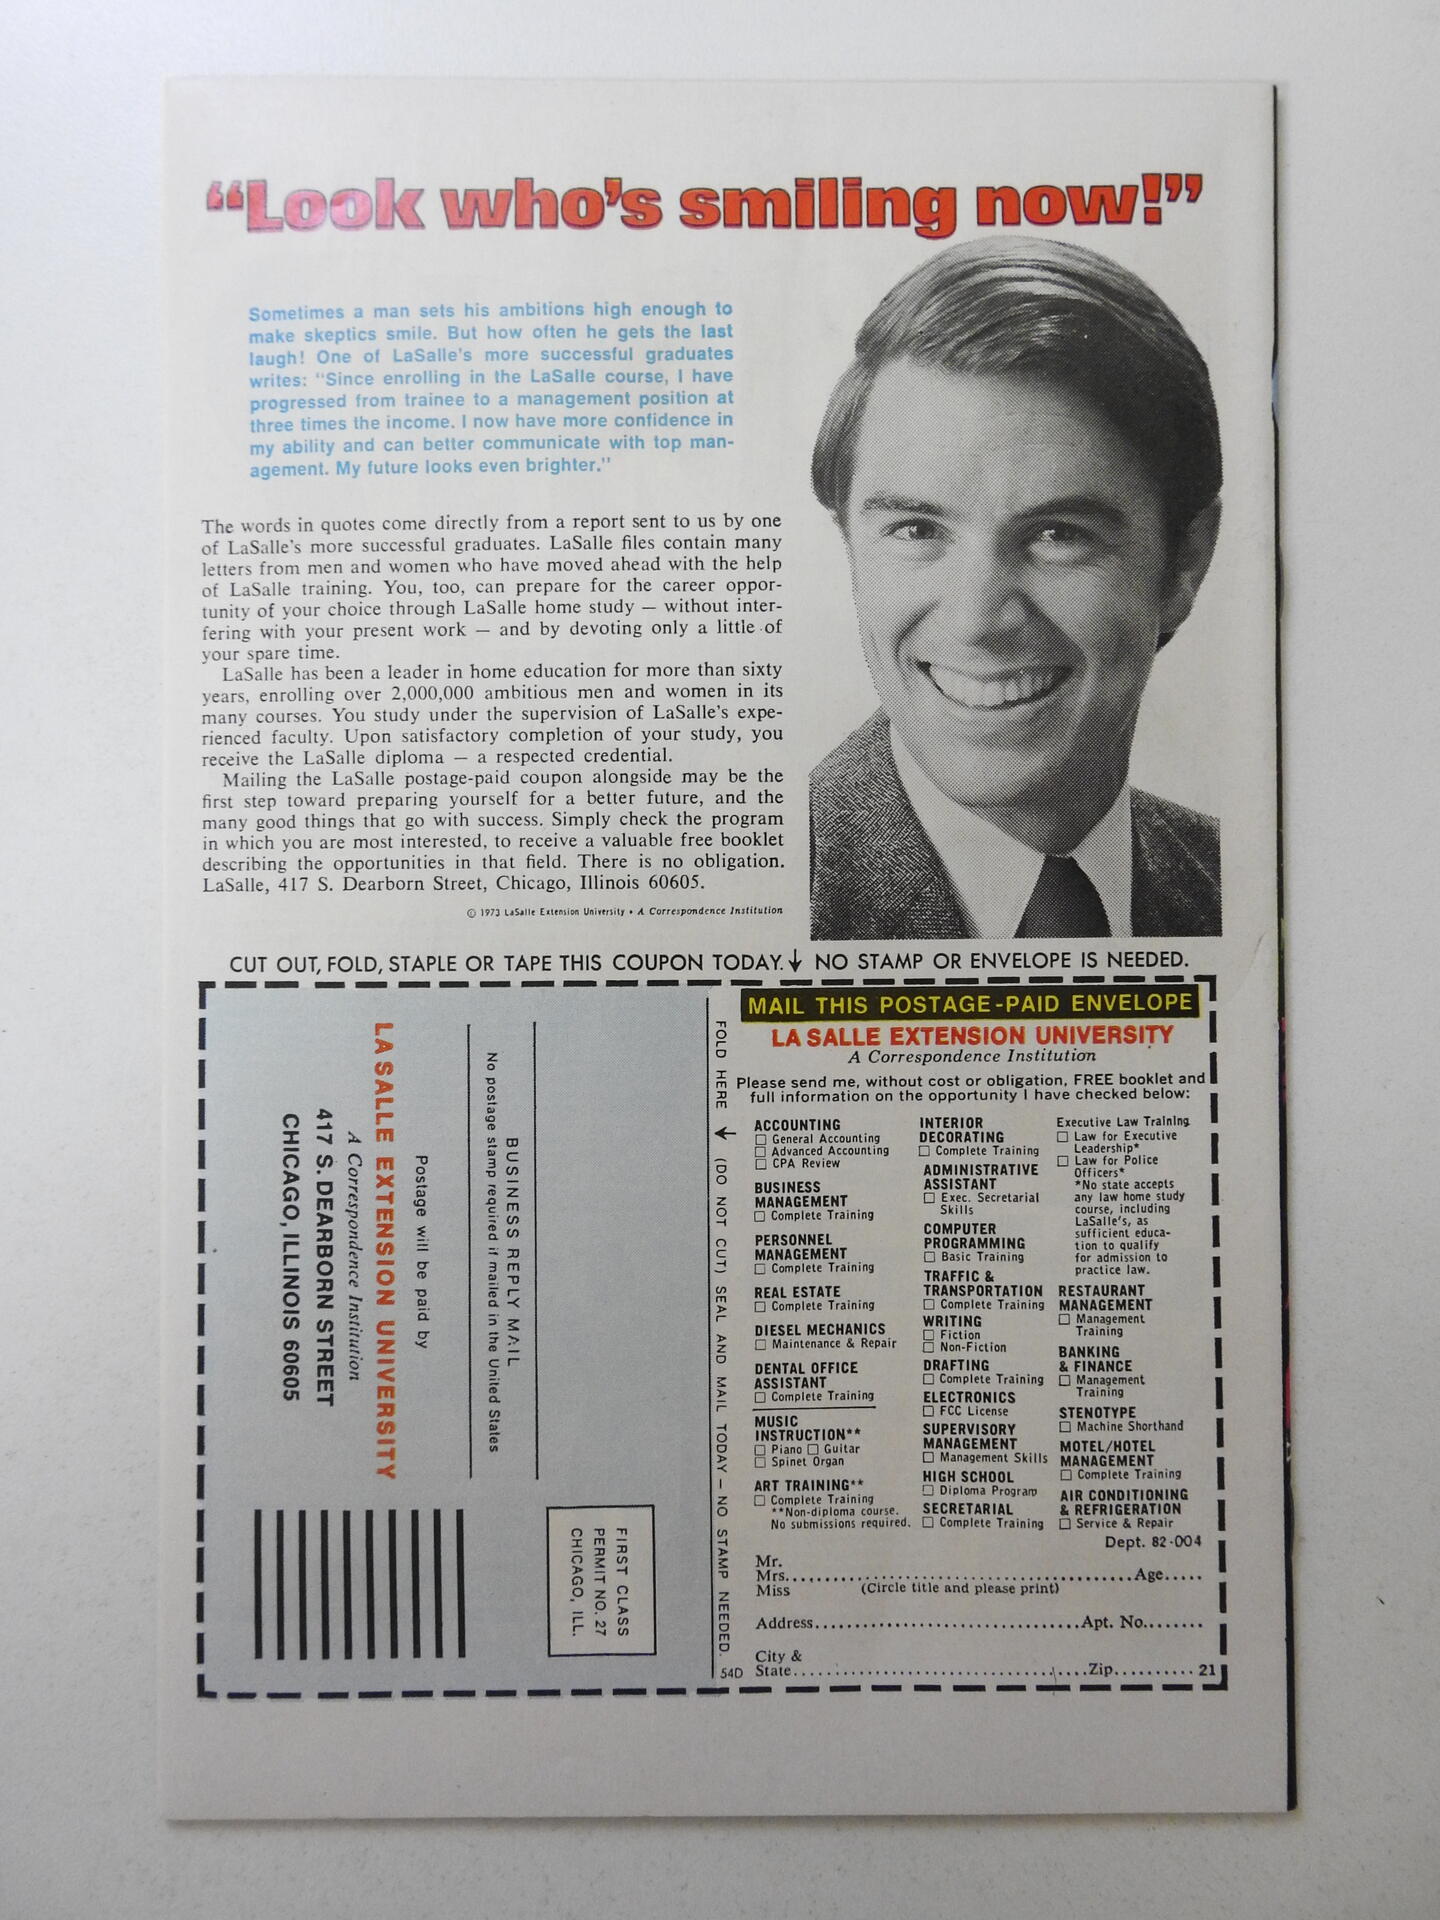 “Look who’s smiling now!”
Sometimes a man sets his ambitions high enough to
make skeptics smile. But how often he gets the last
laugh! One of LaSalle’s more successful graduates
writes: “Since enrolling in the LaSalle course, I have
progressed from trainee to a management position at
three times the income. I now have more confidence in
my ability and can better communicate with top man-
agement. My future looks even brighter.”
The words in quotes come directly from a report sent to us by one
of LaSalle’s more successful graduates. LaSalle files contain many
letters from men and women who have moved ahead with the help
of LaSalle training. You, too, can prepare for the career oppor-
tunity of your choice through LaSalle home study — without inter-
fering with your present work — and by devoting only a little of
your spare time.
LaSalle has been a leader in home education for more than sixty
years, enrolling over 2,000,000 ambitious men and women in its
many courses. You study under the supervision of LaSalle’s expe-
rienced faculty. Upon satisfactory completion of your study, you
receive the LaSalle diploma — a respected credential.
Mailing the LaSalle postage-paid coupon alongside may be the
first step toward preparing yourself for a better future, and the
many good things that go with success. Simply check the program
in which you are most interested, to receive a valuable free booklet
describing the opportunities in that field. There is no obligation.
LaSalle, 417 S. Dearborn Street, Chicago, Illinois 60605.
© 1973 LaSalle Extension University • A Correspondence Institution
CUT OUT, FOLD, STAPLE OR TAPE THIS COUPON TODAY.↓ NO STAMP OR ENVELOPE IS NEEDED.
FIRST CLASS
PERMIT NO. 27
CHICAGO, ILL.
BUSINESS REPLY MAIL
No postage stamp required if mailed in the United States
Postage will be paid by
LA SALLE EXTENSION UNIVERSITY
A Correspondence Institution
417 S. DEARBORN STREET
CHICAGO, ILLINOIS 60605
FOLD HERE ↓ (DO NOT CUT) SEAL AND MAIL TODAY — NO STAMP NEEDED.
54D
MAIL THIS POSTAGE-PAID ENVELOPE
LA SALLE EXTENSION UNIVERSITY
A Correspondence Institution
Please send me, without cost or obligation, FREE booklet and
full information on the opportunity I have checked below:
ACCOUNTING
☐ General Accounting
☐ Advanced Accounting
☐ CPA Review
BUSINESS
MANAGEMENT
☐ Complete Training
PERSONNEL
MANAGEMENT
☐ Complete Training
REAL ESTATE
☐ Complete Training
DIESEL MECHANICS
☐ Maintenance & Repair
DENTAL OFFICE
ASSISTANT
☐ Complete Training
MUSIC
INSTRUCTION**
☐ Piano ☐ Guitar
☐ Spinet Organ
ART TRAINING**
☐ Complete Training
**Non-diploma course.
No submissions required.
INTERIOR
DECORATING
☐ Complete Training
ADMINISTRATIVE
ASSISTANT
☐ Exec. Secretarial
Skills
COMPUTER
PROGRAMMING
☐ Basic Training
TRAFFIC &
TRANSPORTATION
☐ Complete Training
WRITING
☐ Fiction
☐ Non-Fiction
DRAFTING
☐ Complete Training
ELECTRONICS
☐ FCC License
SUPERVISORY
MANAGEMENT
☐ Management Skills
HIGH SCHOOL
☐ Diploma Program
SECRETARIAL
☐ Complete Training
Executive Law Training
☐ Law for Executive
Leadership*
☐ Law for Police
Officers*
*No state accepts
any law home study
course, including
LaSalle’s, as
sufficient educa-
tion to qualify
for admission to
practice law.
RESTAURANT
MANAGEMENT
☐ Management
Training
BANKING
& FINANCE
☐ Management
Training
STENOTYPE
☐ Machine Shorthand
MOTEL/HOTEL
MANAGEMENT
☐ Complete Training
AIR CONDITIONING
& REFRIGERATION
☐ Service & Repair
Dept. 82-004
Mr.
Mrs.......................................................Age.....
Miss (Circle title and please print)
Address..........................................Apt. No........
City &
State..............................................Zip.......... 21